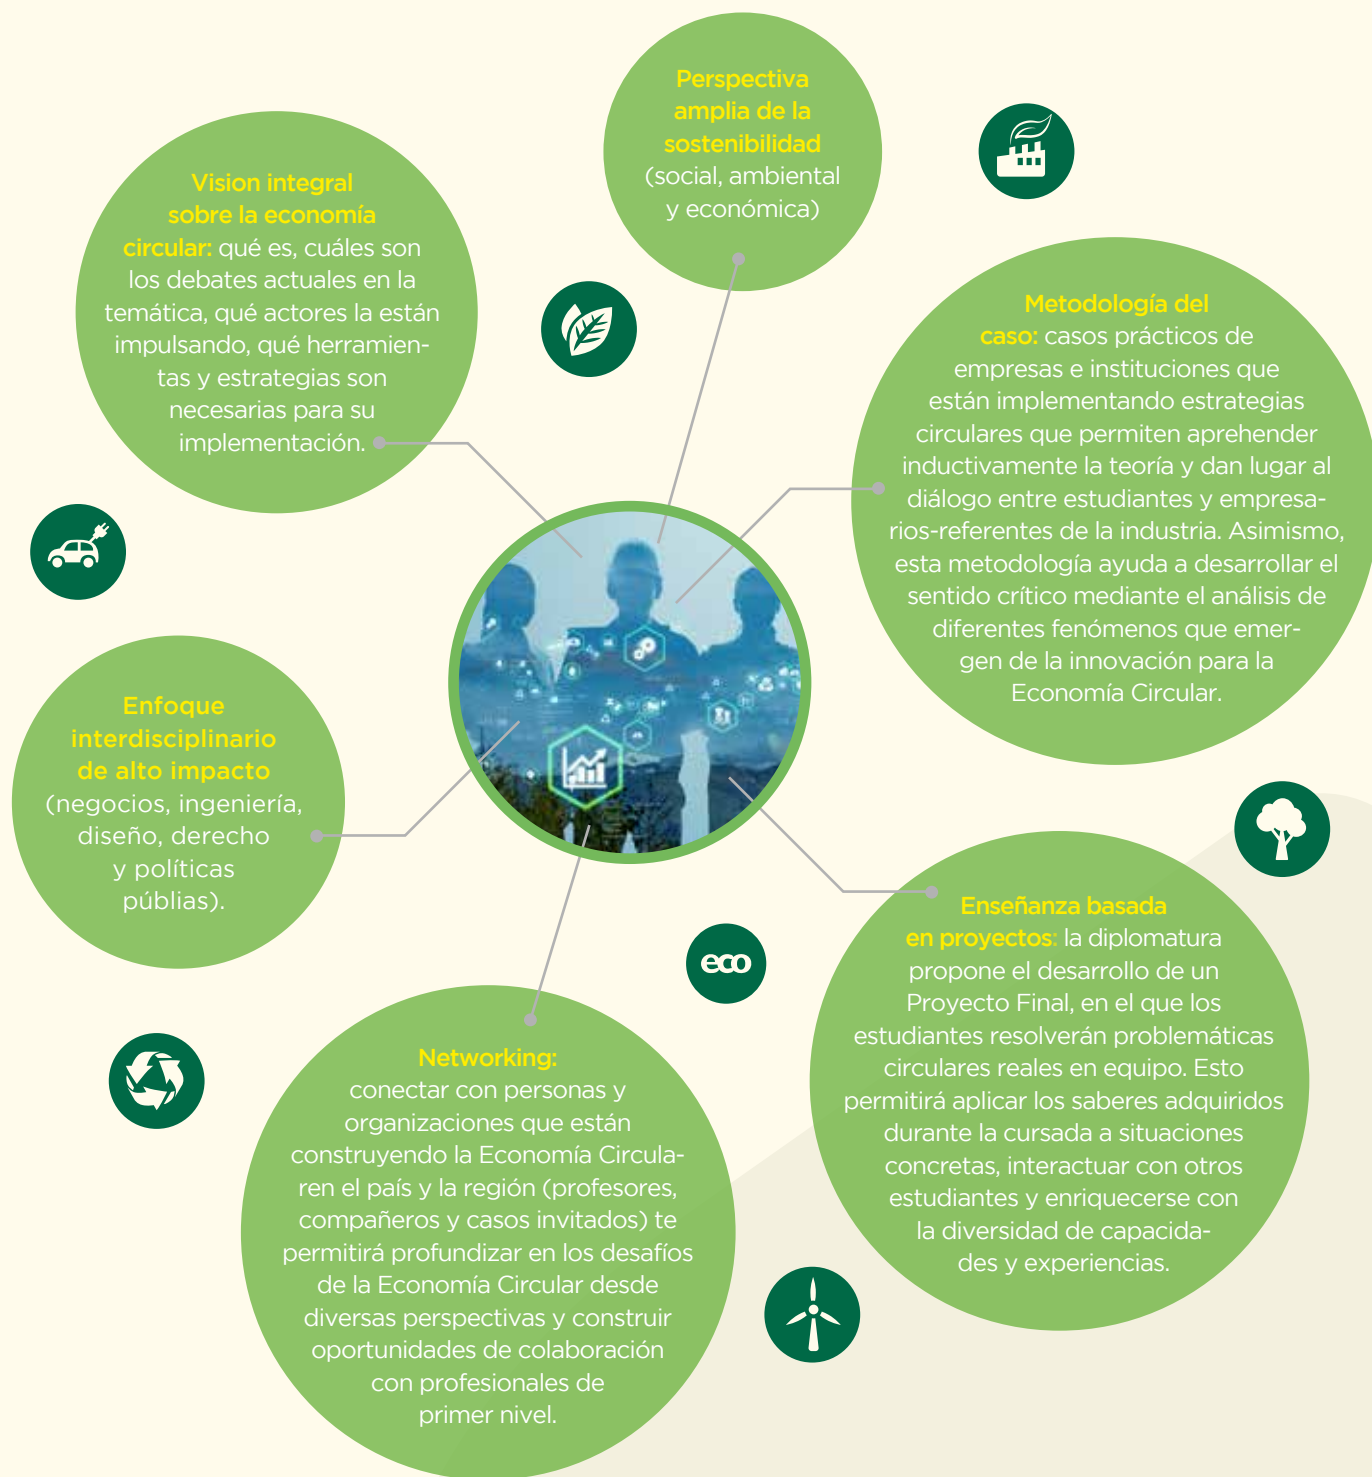 Perspectiva
amplia de la
sostenibilidad
(social, ambiental
y económica)
Vision integral
sobre la economía
circular: qué es, cuáles son
los debates actuales en la
temática, qué actores la están
impulsando, qué herramien-
tas y estrategias son
necesarias para su
implementación.
Metodología del
caso: casos prácticos de
empresas e instituciones que
están implementando estrategias
circulares que permiten aprehender
inductivamente la teoría y dan lugar al
diálogo entre estudiantes y empresa-
rios-referentes de la industria. Asimismo,
esta metodología ayuda a desarrollar el
sentido crítico mediante el análisis de
diferentes fenómenos que emer-
gen de la innovación para la
Economía Circular.
Enfoque
interdisciplinario
de alto impacto
(negocios, ingeniería,
diseño, derecho
y políticas
públias).
Enseñanza basada
en proyectos: la diplomatura
propone el desarrollo de un
Proyecto Final, en el que los
estudiantes resolverán problemáticas
circulares reales en equipo. Esto
permitirá aplicar los saberes adquiridos
durante la cursada a situaciones
concretas, interactuar con otros
estudiantes y enriquecerse con
la diversidad de capacida-
des y experiencias.
eco
Networking:
conectar con personas y
organizaciones que están
construyendo la Economía Circula-
ren el país y la región (profesores,
compañeros y casos invitados) te
permitirá profundizar en los desafíos
de la Economía Circular desde
diversas perspectivas y construir
oportunidades de colaboración
con profesionales de
primer nivel.